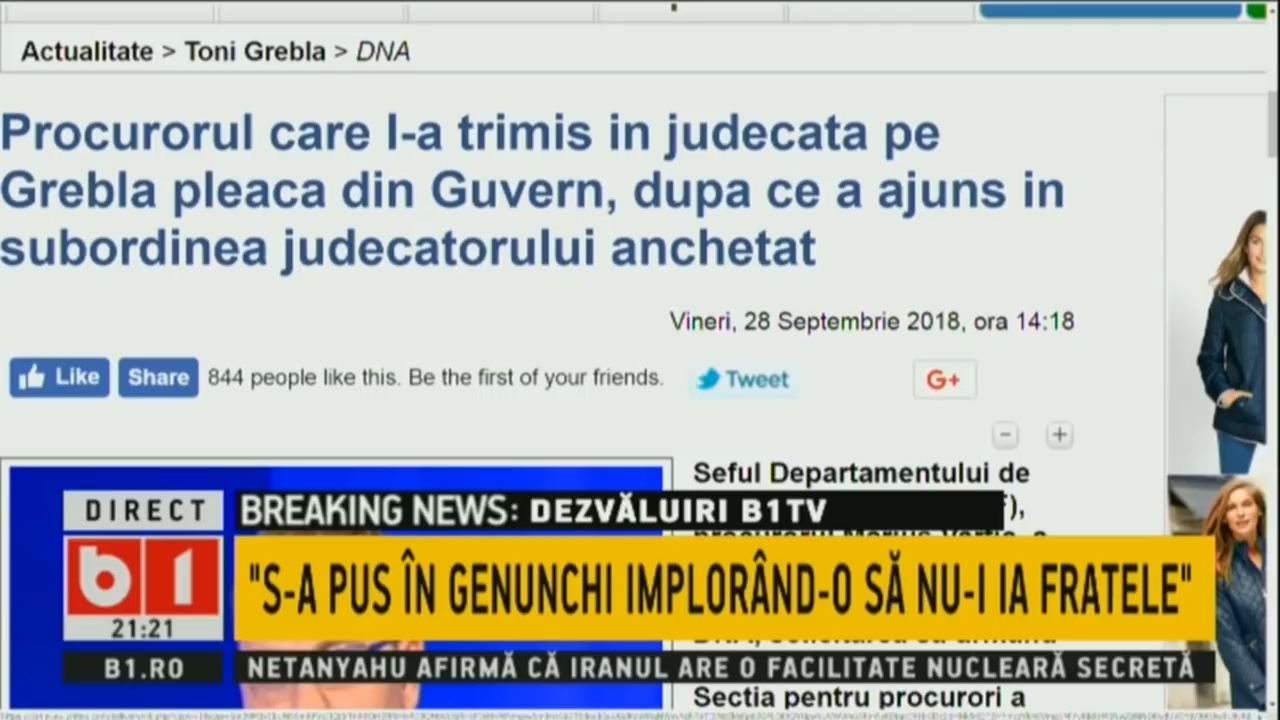 Actualitate > Toni Grebla > DNA
Procurorul care l-a trimis in judecata pe
Grebla pleaca din Guvern, dupa ce a ajuns in
subordinea judecatorului anchetat
Vineri, 28 Septembrie 2018, ora 14:18
Like Share 844 people like this. Be the first of your friends. Tweet G+
− +
Seful Departamentului de
DIRECT
BREAKING NEWS: DEZVĂLUIRI B1TV
b1
"S-A PUS ÎN GENUNCHI IMPLORÂND-O SĂ NU-I IA FRATELE"
21:21
B1.RO
NETANYAHU AFIRMĂ CĂ IRANUL ARE O FACILITATE NUCLEARĂ SECRETĂ
Sectia pentru procurori a